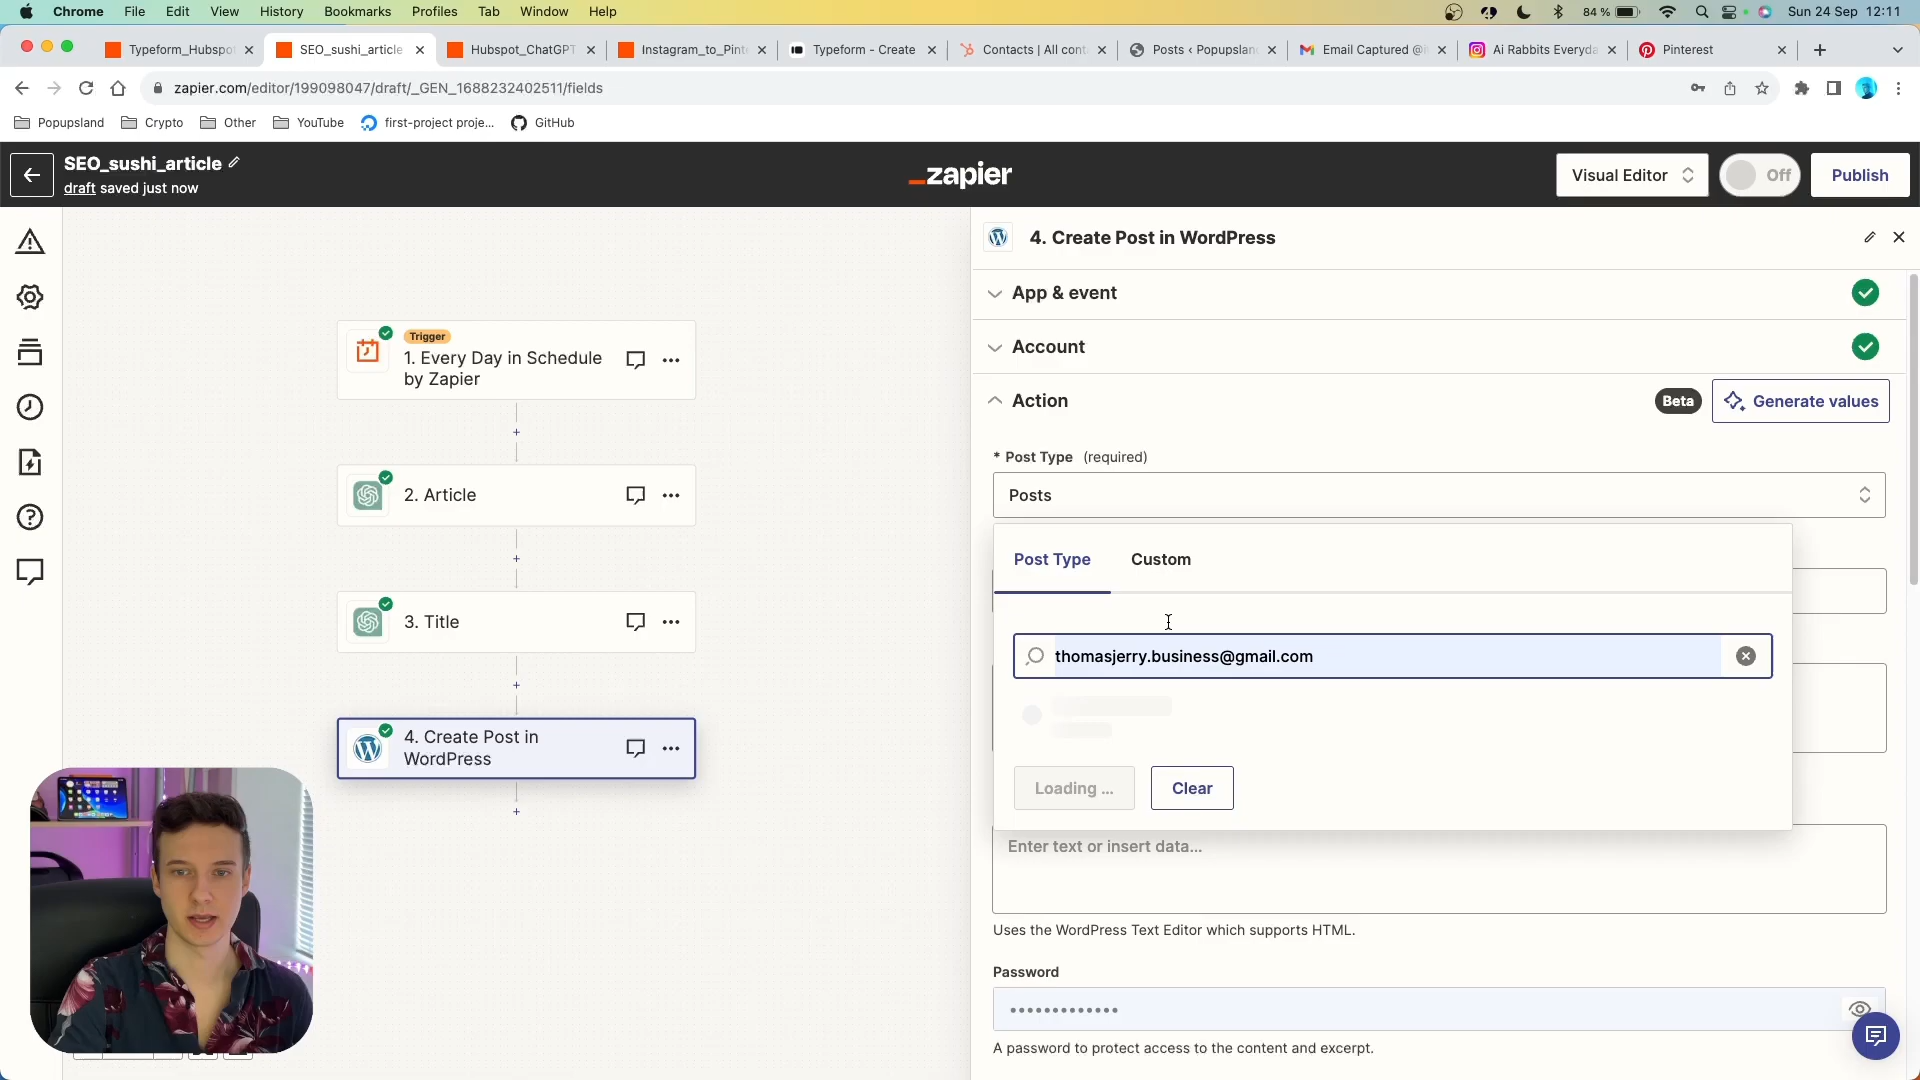 Chrome File Edit View History Bookmarks Profiles Tab Window Help 84 % Sun 24 Sep 12:11
Typeform_Hubspot SEO_sushi_article Hubspot_ChatGPT Instagram_to_Pint Typeform - Create Contacts | All cont Posts ‹ Popupslan Email Captured @i Ai Rabbits Everyda Pinterest
zapier.com/editor/199098047/draft/_GEN_1688232402511/fields
Popupsland Crypto Other YouTube first-project proje... GitHub
SEO_sushi_article
draft saved just now
_zapier
Visual Editor
Off
Publish
Trigger
1. Every Day in Schedule
by Zapier
2. Article
3. Title
4. Create Post in
WordPress
4. Create Post in WordPress
App & event
Account
Action
Beta
Generate values
* Post Type (required)
Posts
Post Type Custom
thomasjerry.business@gmail.com
Loading ...
Clear
Enter text or insert data...
Uses the WordPress Text Editor which supports HTML.
Password
•••••••••••••
A password to protect access to the content and excerpt.